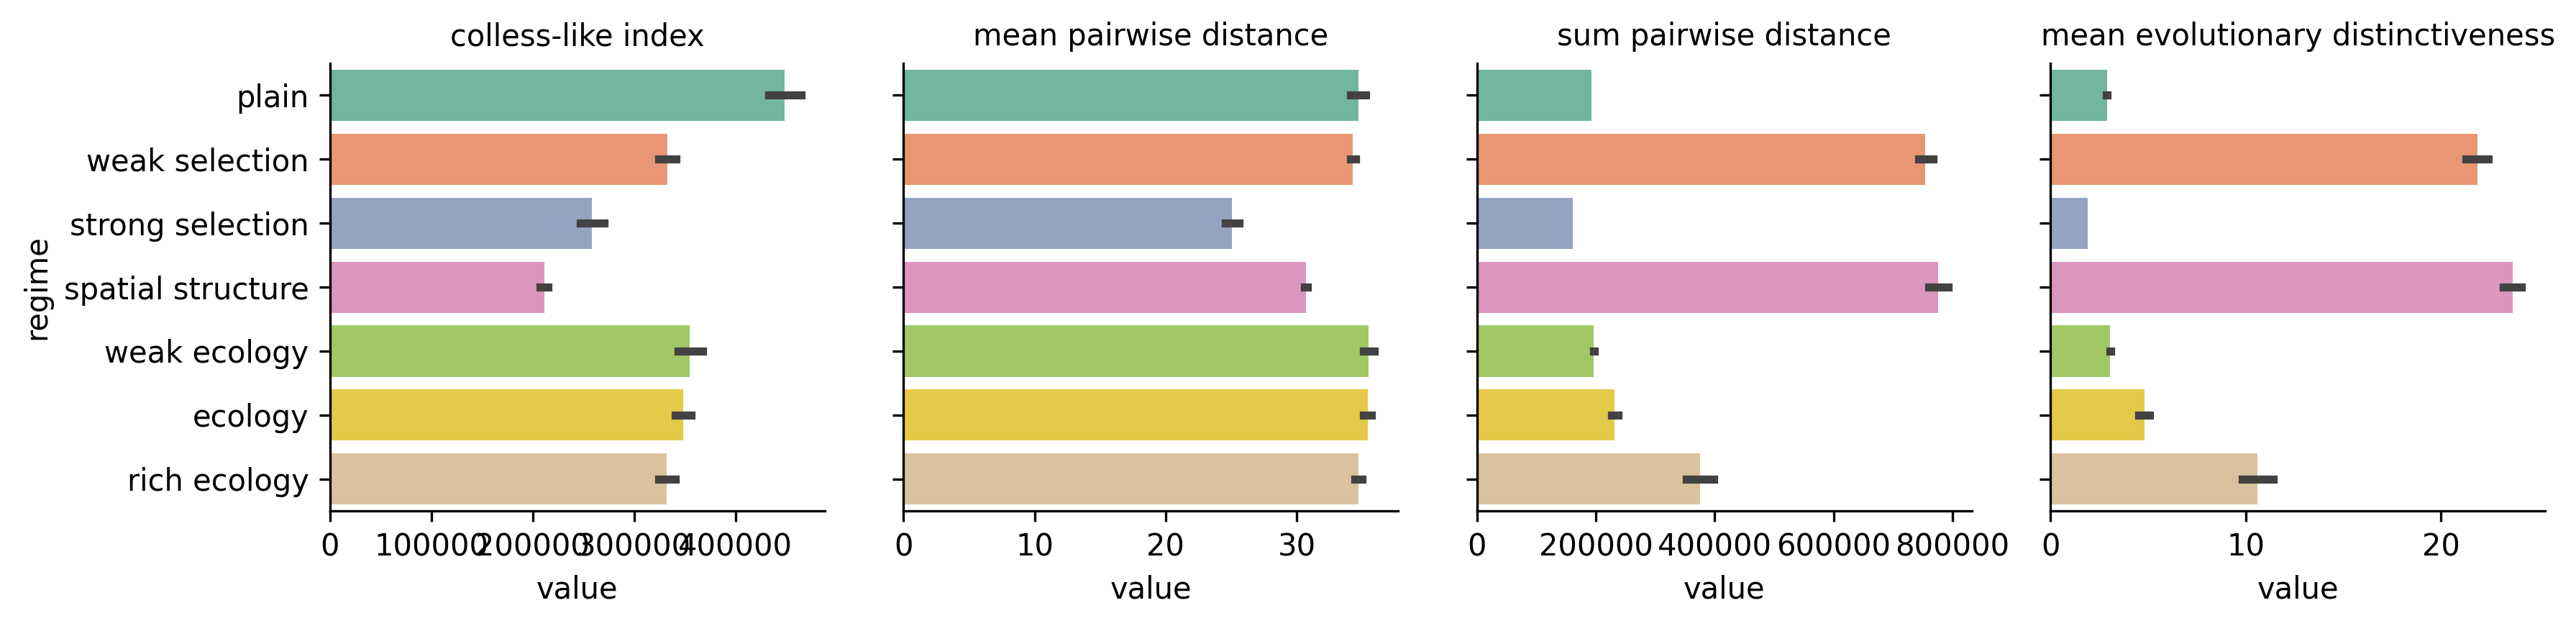 colless-like index
mean pairwise distance
sum pairwise distance
mean evolutionary distinctiveness
regime
plain
weak selection
strong selection
spatial structure
weak ecology
ecology
rich ecology
0 100000 200000 300000 400000
value
0 10 20 30
value
0 200000 400000 600000 800000
value
0 10 20
value